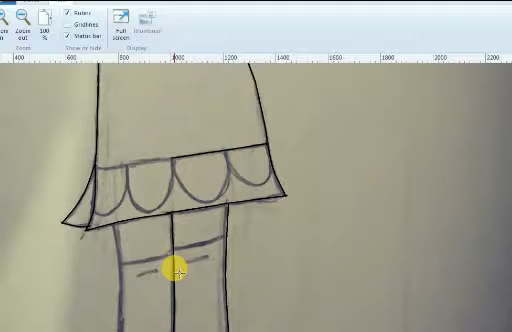 Zoom
out
100
%
Rulers
Gridlines
Status bar
Full
screen
Thumbnail
Zoom
Show or hide
Display
400
600
800
1000
1200
1400
1600
1800
2000
2200